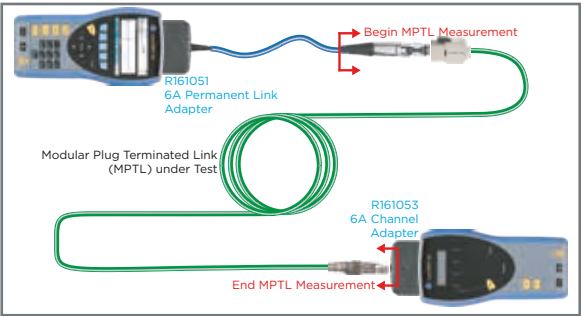 Begin MPTL Measurement
R161051
6A Permanent Link
Adapter
Modular Plug Terminated Link
(MPTL) under Test
R161053
6A Channel
Adapter
End MPTL Measurement